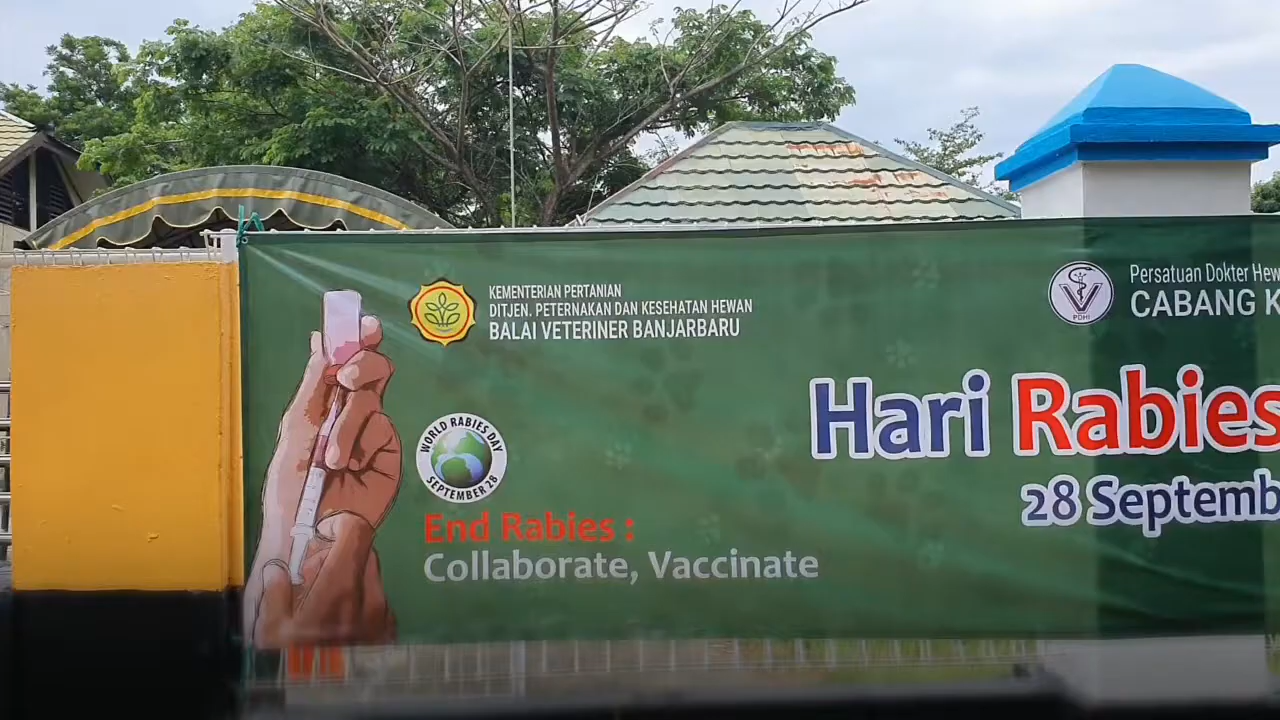 KEMENTERIAN PERTANIAN
DITJEN. PETERNAKAN DAN KESEHATAN HEWAN
BALAI VETERINER BANJARBARU
Persatuan Dokter Hew
CABANG K
PDHI
Hari Rabies
28 Septemb
WORLD RABIES DAY
SEPTEMBER 28
End Rabies :
Collaborate, Vaccinate